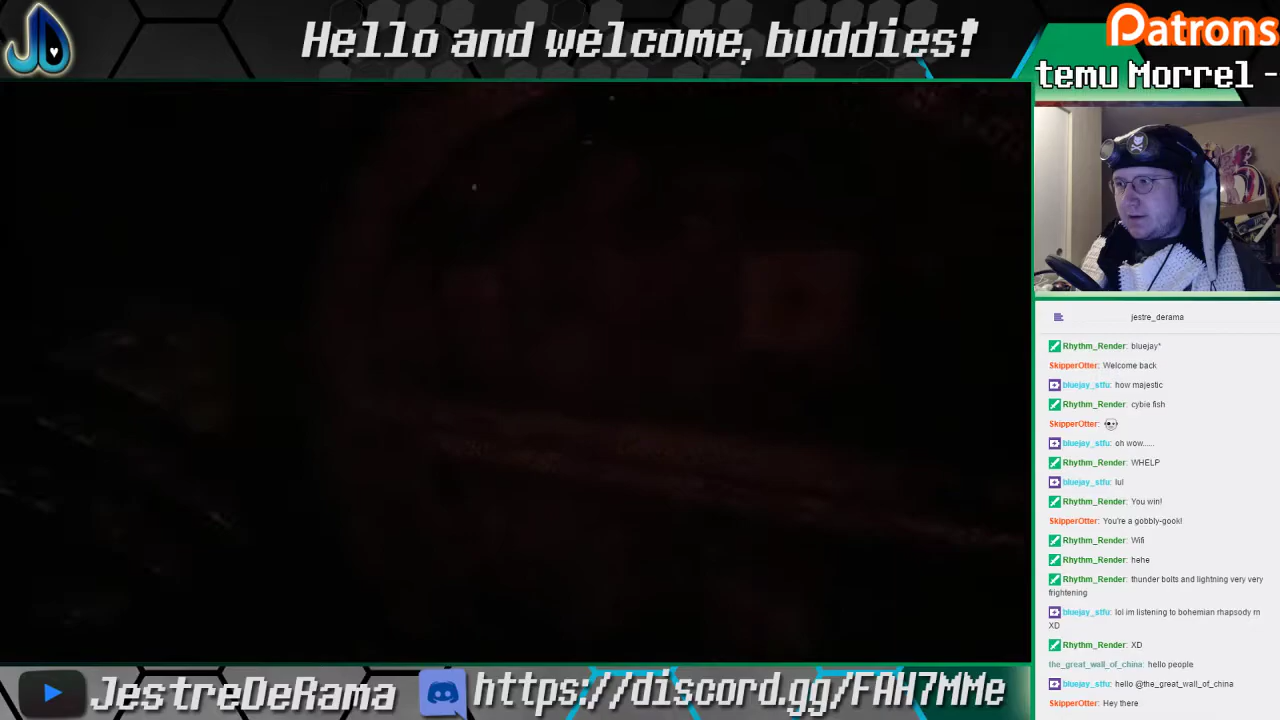 Hello and welcome, buddies!
Patrons
temu Morrel -
jestre_derama
Rhythm_Render: bluejay*
SkipperOtter: Welcome back
bluejay_stfu: how majestic
Rhythm_Render: cybie fish
SkipperOtter:
bluejay_stfu: oh wow.....
Rhythm_Render: WHELP
bluejay_stfu: lul
Rhythm_Render: You win!
SkipperOtter: You're a gobbly-gook!
Rhythm_Render: Wifi
Rhythm_Render: hehe
Rhythm_Render: thunder bolts and lightning very very
frightening
bluejay_stfu: lol im listening to bohemian rhapsody rn
XD
Rhythm_Render: XD
the_great_wall_of_china: hello people
bluejay_stfu: hello @the_great_wall_of_china
SkipperOtter: Hey there
JestreDeRama
https://discord.gg/FAH7MMe